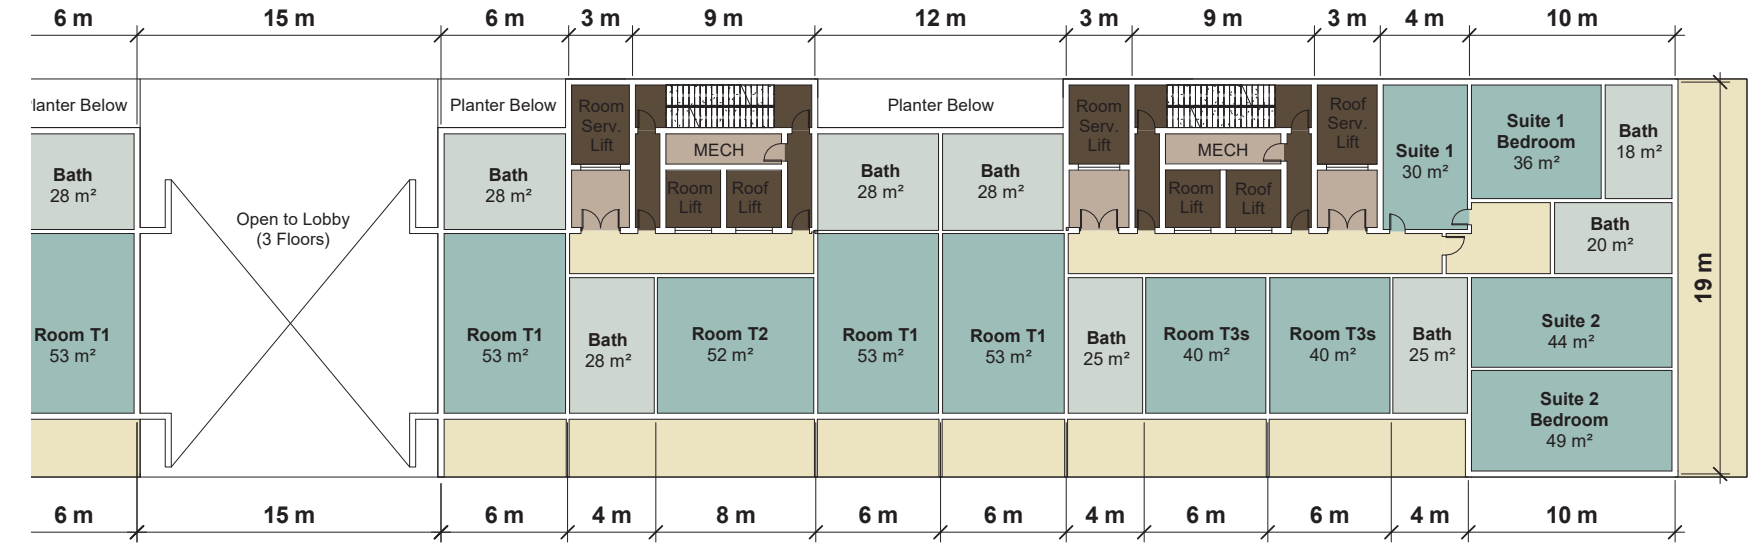 6 m
15 m
6 m
3 m
9 m
12 m
3 m
9 m
3 m
4 m
10 m
Planter Below
Planter Below
Planter Below
Room
Serv.
Lift
MECH
Room
Lift
Roof
Lift
Room
Serv.
Lift
MECH
Room
Lift
Roof
Lift
Roof
Serv.
Lift
Suite 1
30 m²
Suite 1
Bedroom
36 m²
Bath
18 m²
Bath
28 m²
Open to Lobby
(3 Floors)
Bath
28 m²
Bath
28 m²
Bath
28 m²
Bath
20 m²
19 m
Room T1
53 m²
Room T1
53 m²
Bath
28 m²
Room T2
52 m²
Room T1
53 m²
Room T1
53 m²
Bath
25 m²
Room T3s
40 m²
Room T3s
40 m²
Bath
25 m²
Suite 2
44 m²
Suite 2
Bedroom
49 m²
6 m
15 m
6 m
4 m
8 m
6 m
6 m
4 m
6 m
6 m
4 m
10 m